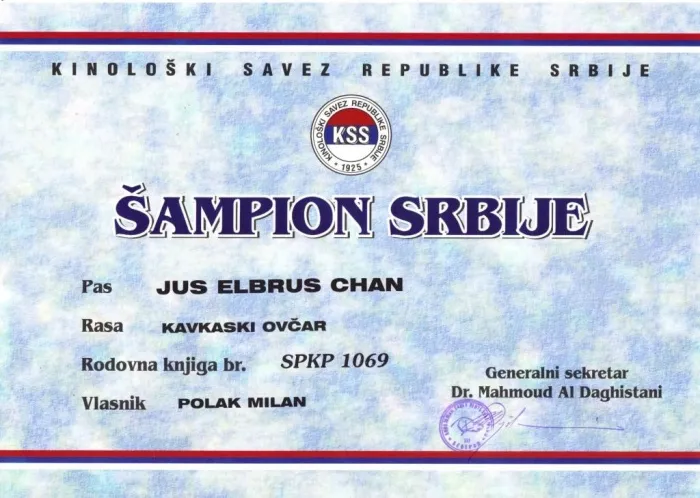 KINOLOŠKI SAVEZ REPUBLIKE SRBIJE
KINOLOŠKI SAVEZ REPUBLIKE SRBIJE
KSS
• 1925 •
ŠAMPION SRBIJE
Pas JUS ELBRUS CHAN
Rasa KAVKASKI OVČAR
Rodovna knjiga br. SPKP 1069
Vlasnik POLAK MILAN
Generalni sekretar
Dr. Mahmoud Al Daghistani